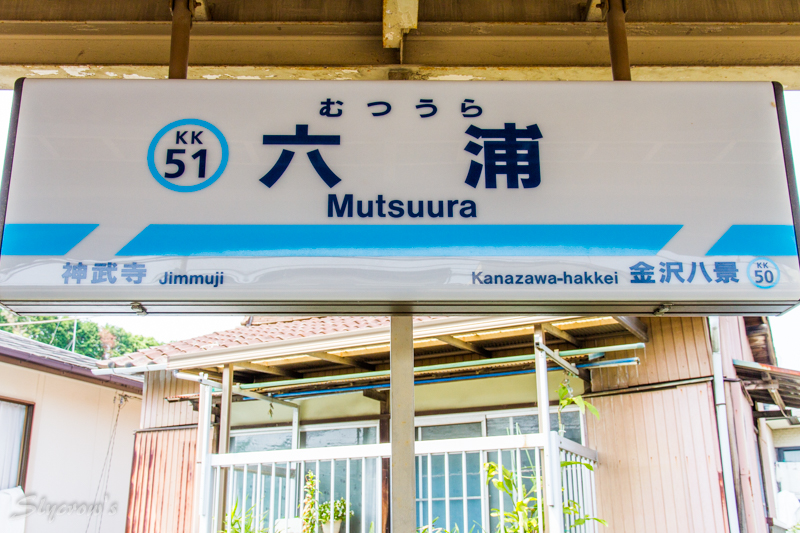 むつうら
KK
51
六浦
Mutsuura
神武寺 Jimmuji
Kanazawa-hakkei 金沢八景
KK
50
Slycrow's